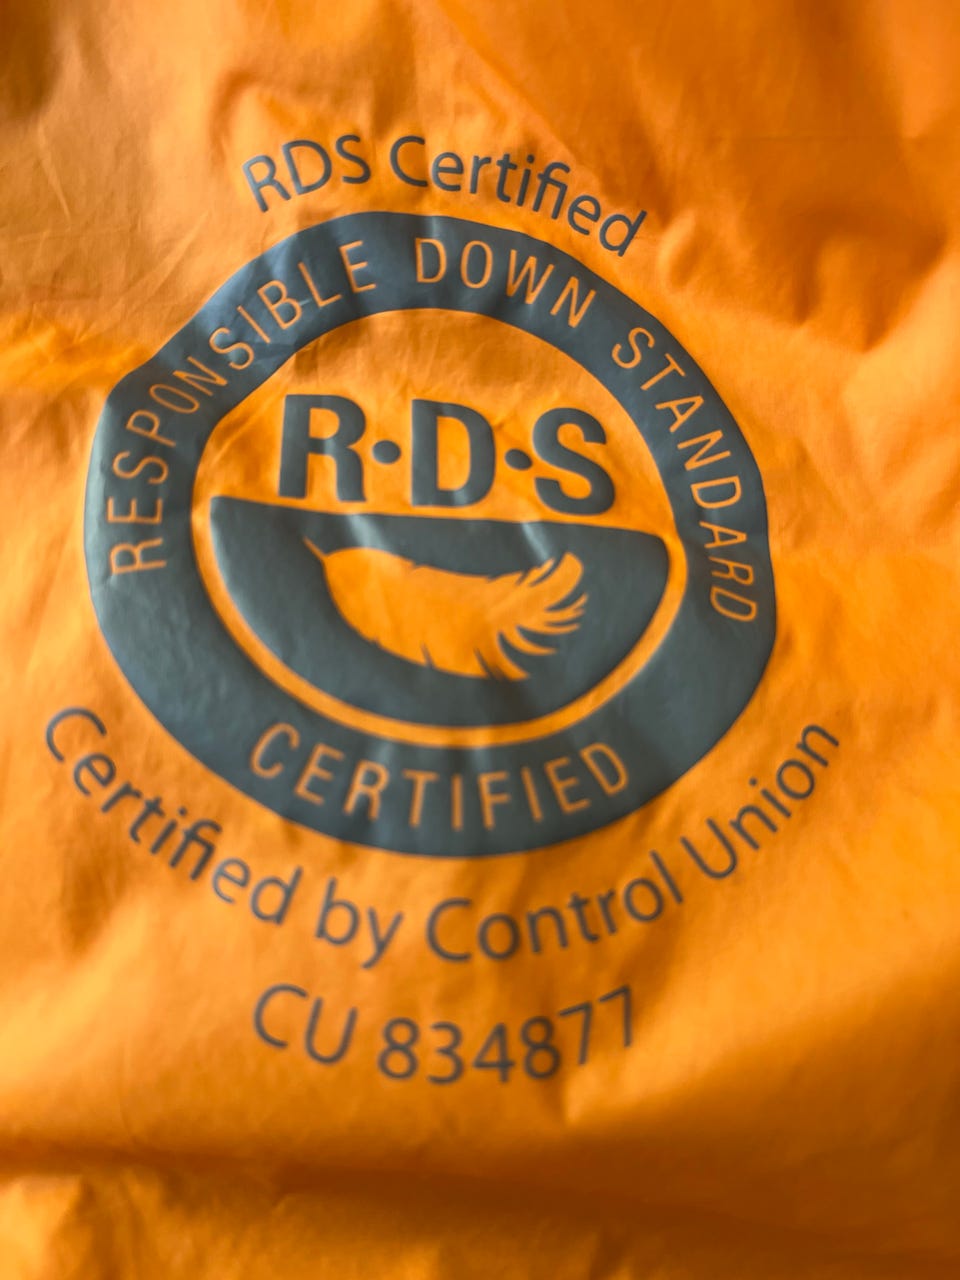 RDS Certified
RESPONSIBLE DOWN STANDARD
R·D·S
CERTIFIED
Certified by Control Union
CU 834877